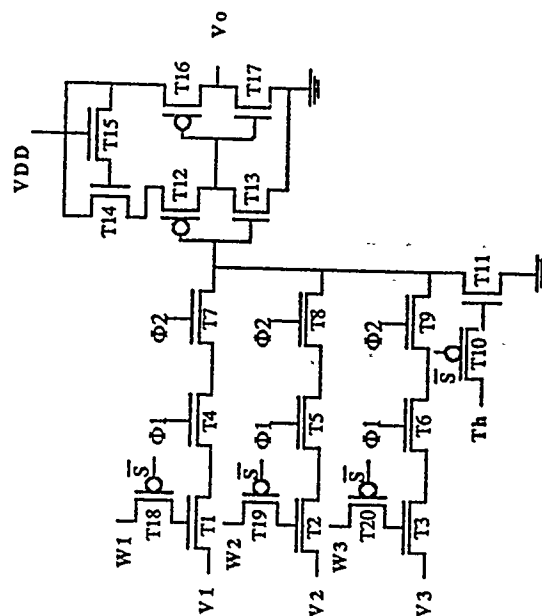 VDD
T15
T16
Vo
T14
T12
T17
T13
Φ2
T7
Φ2
T8
Φ2
T9
T11
Φ1
T4
Φ1
T5
Φ1
T6
S̅
T10
Th
S̅
W1
T18
T1
V1
S̅
W2
T19
T2
V2
S̅
W3
T20
T3
V3